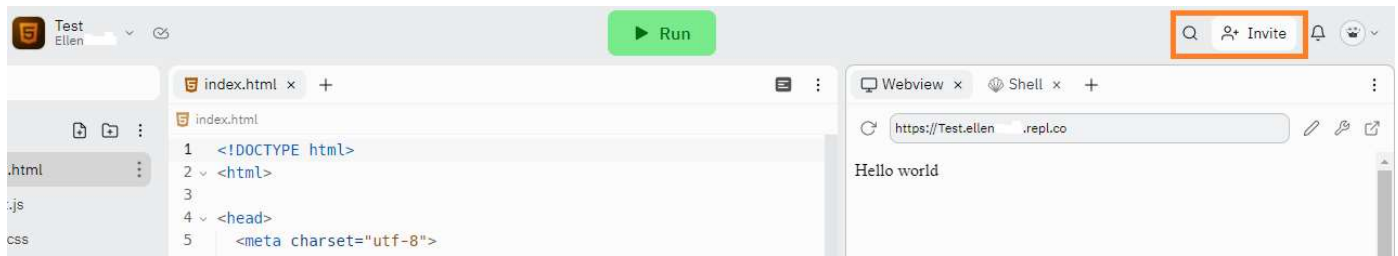 Test
Ellen
Run
Invite
index.html × +
Webview × Shell × +
index.html
https://Test.ellen .repl.co
1 <!DOCTYPE html>
.html
2 <html>
Hello world
3
.js
4 <head>
css
5 <meta charset="utf-8">